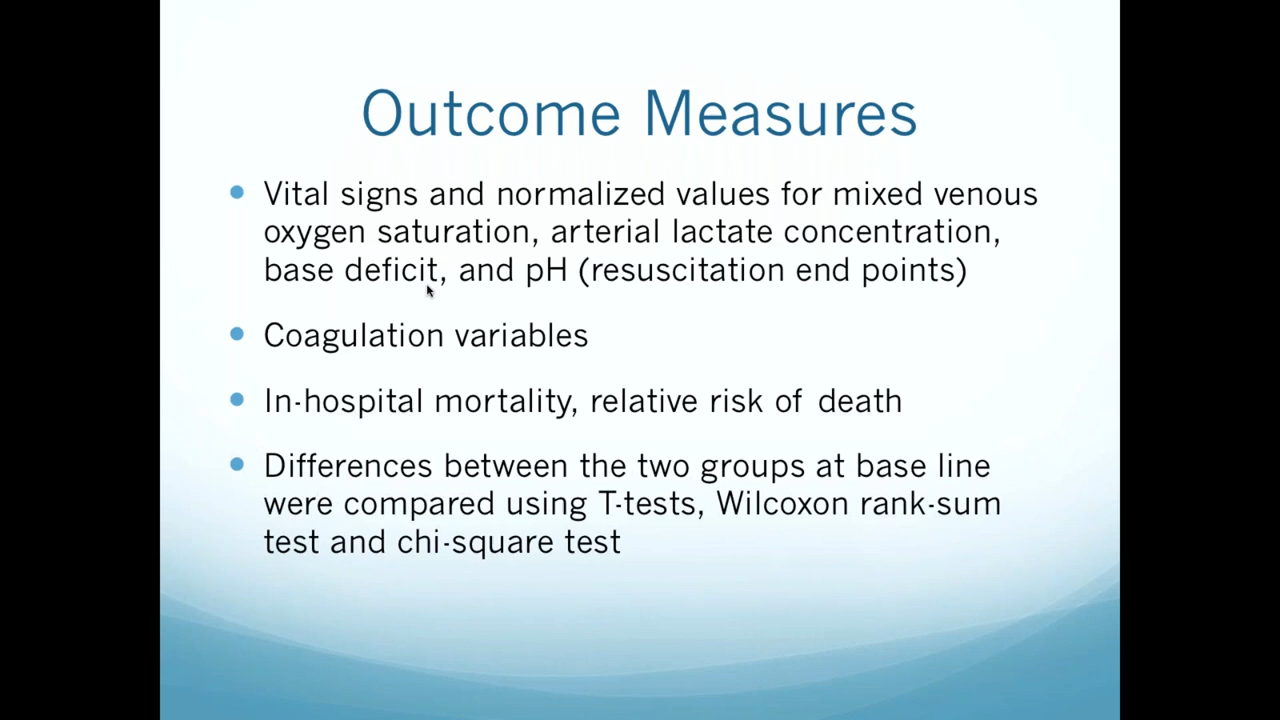 Outcome Measures
Vital signs and normalized values for mixed venous
oxygen saturation, arterial lactate concentration,
base deficit, and pH (resuscitation end points)
Coagulation variables
In-hospital mortality, relative risk of death
Differences between the two groups at base line
were compared using T-tests, Wilcoxon rank-sum
test and chi-square test